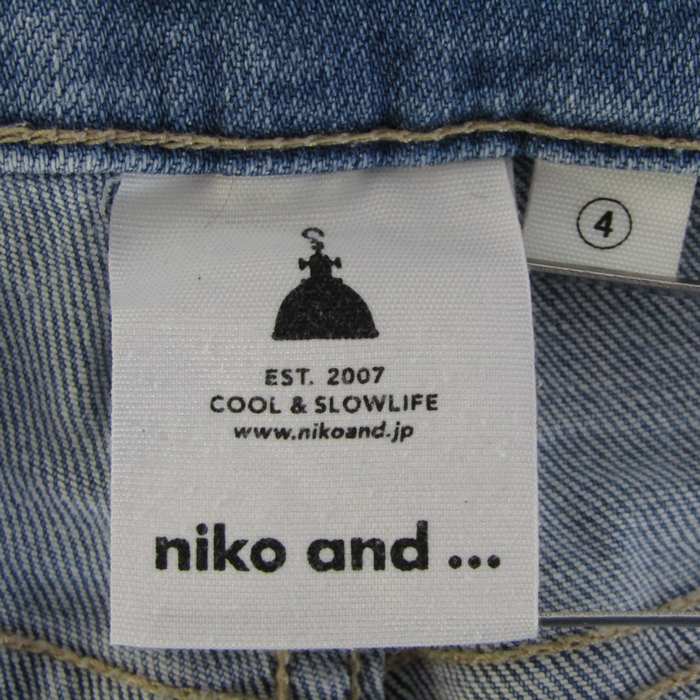 4
EST. 2007
COOL & SLOWLIFE
www.nikoand.jp
niko and ...